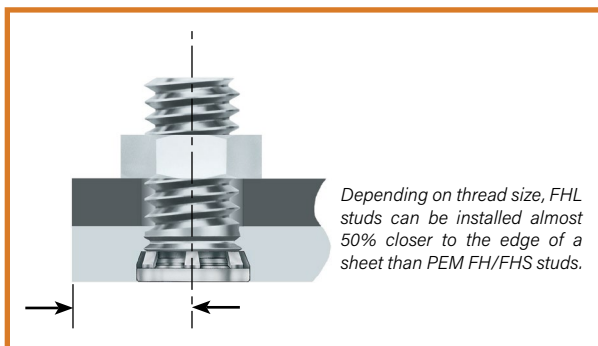 Depending on thread size, FHL
studs can be installed almost
50% closer to the edge of a
sheet than PEM FH/FHS studs.